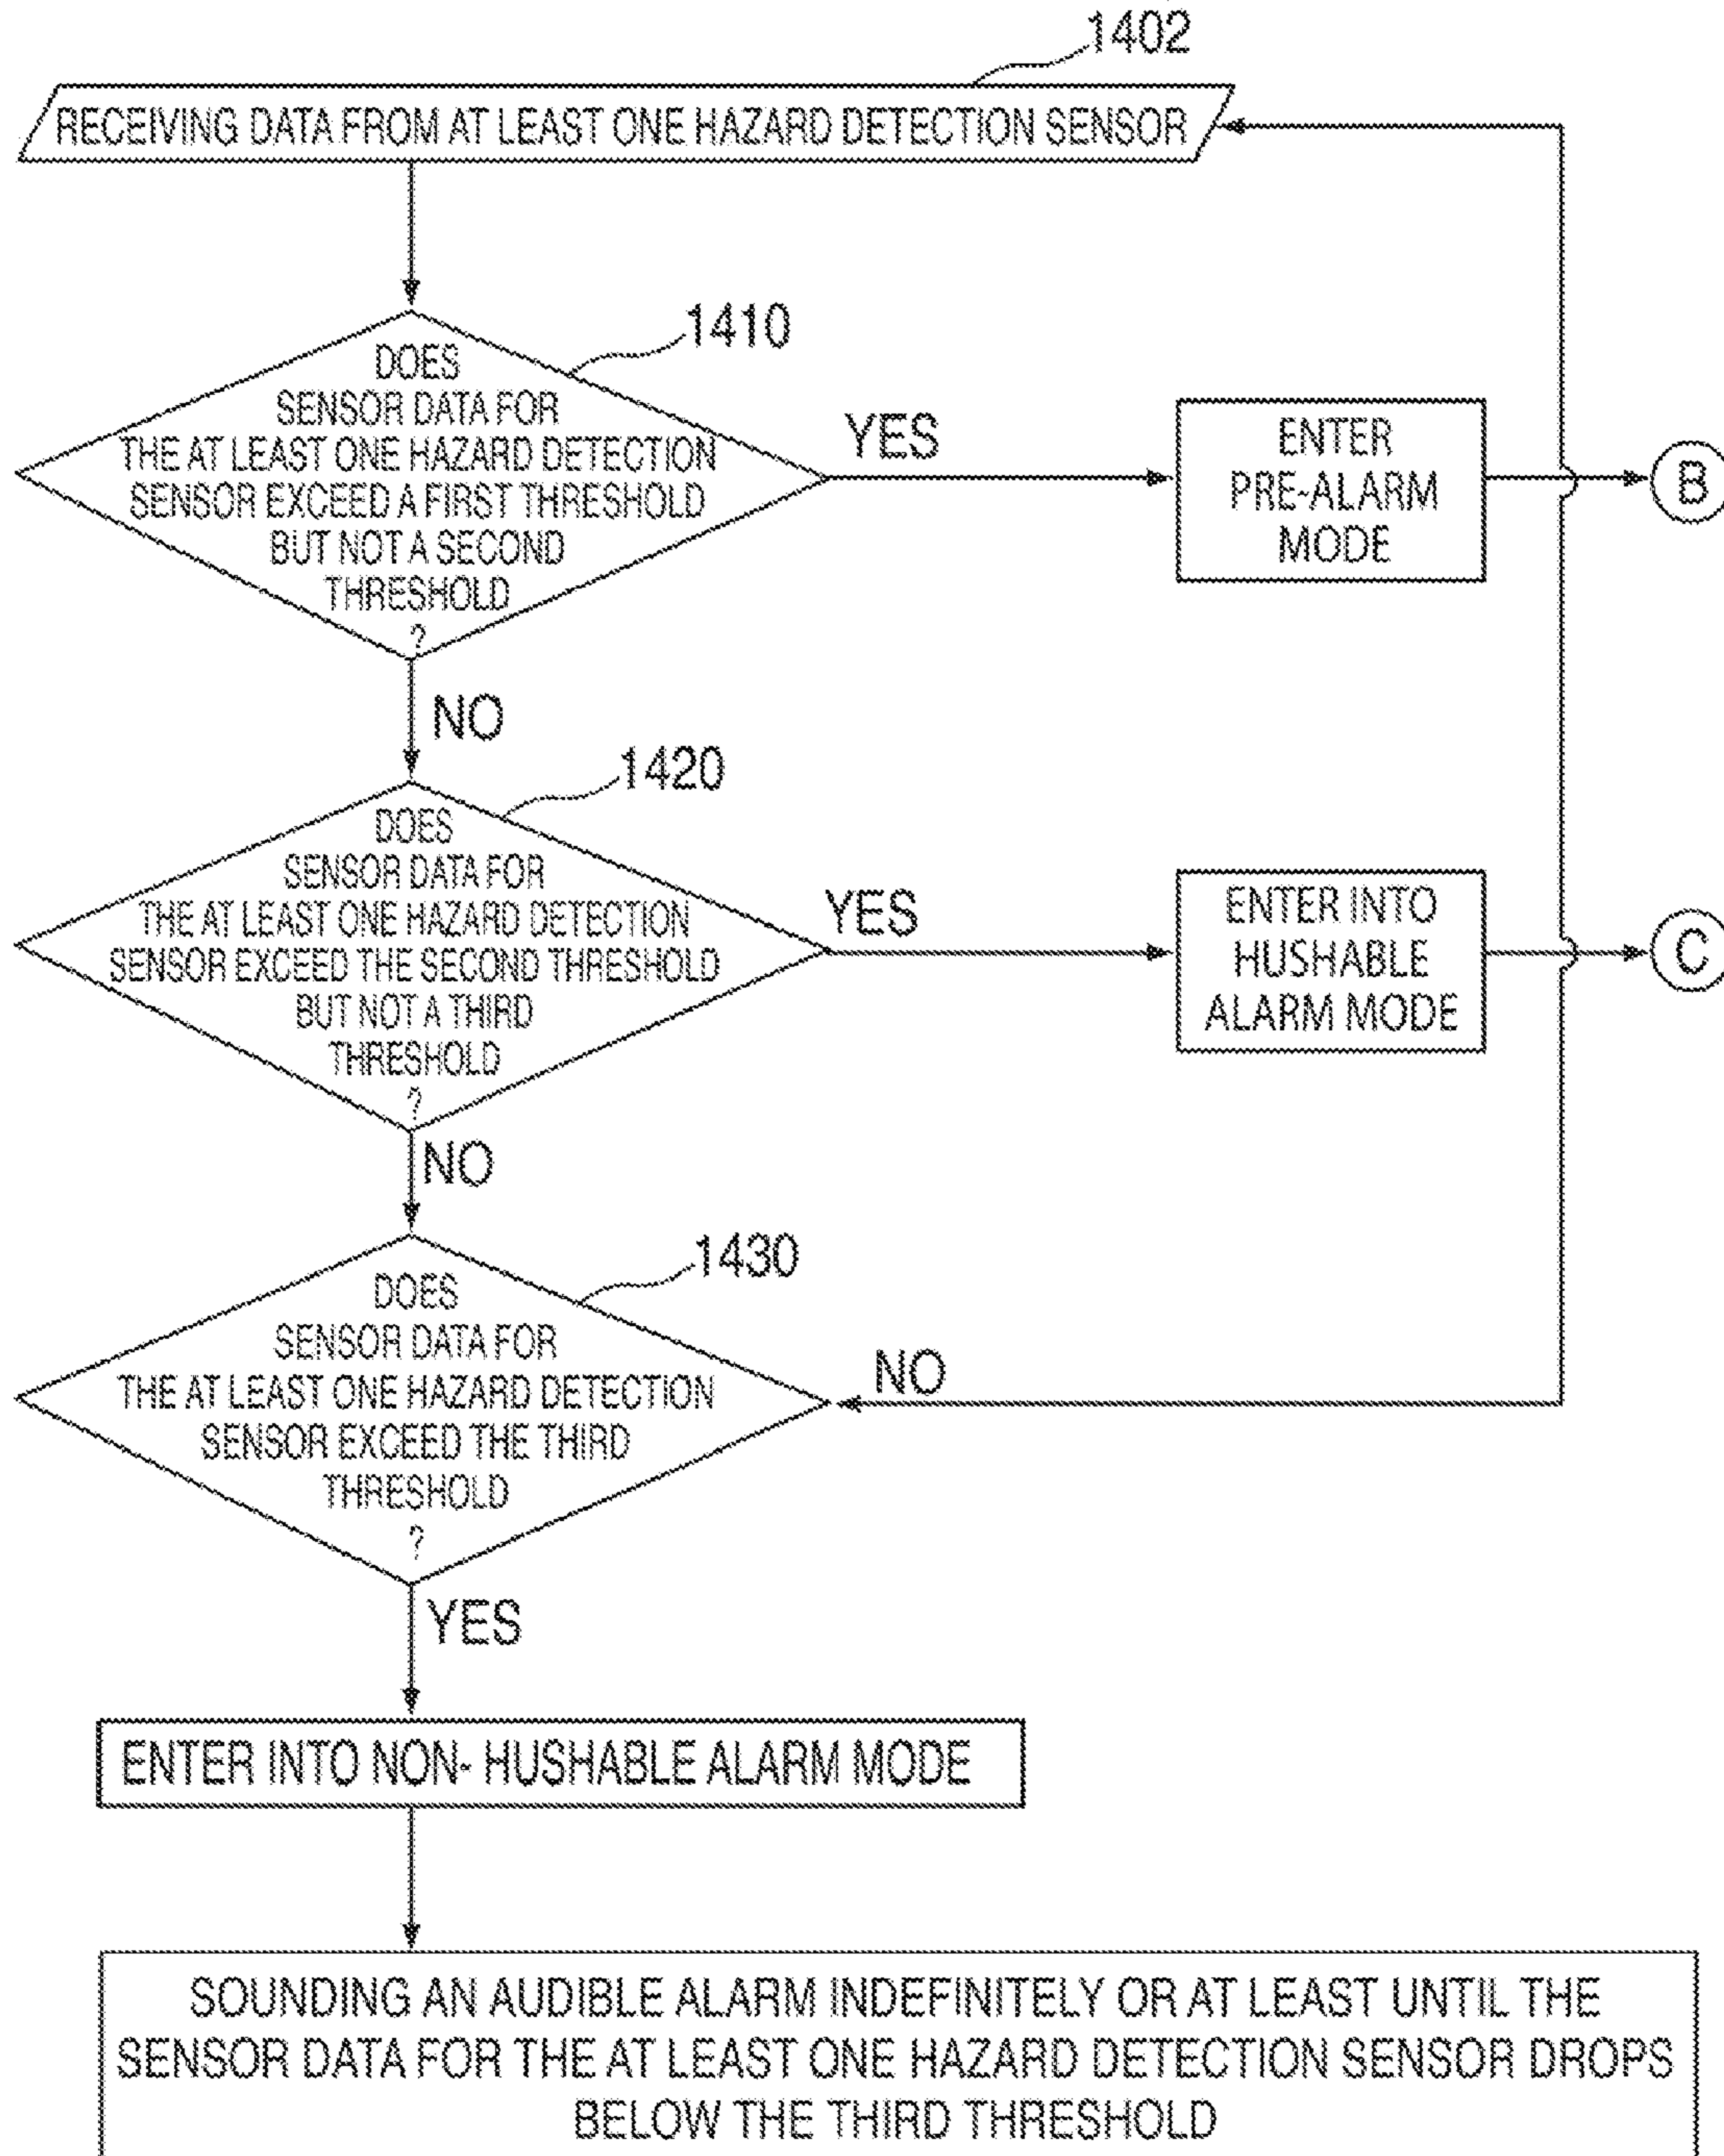 1402
RECEIVING DATA FROM AT LEAST ONE HAZARD DETECTION SENSOR
1410
DOES
SENSOR DATA FOR
THE AT LEAST ONE HAZARD DETECTION
SENSOR EXCEED A FIRST THRESHOLD
BUT NOT A SECOND
THRESHOLD
?
YES
ENTER
PRE-ALARM
MODE
B
NO
1420
DOES
SENSOR DATA FOR
THE AT LEAST ONE HAZARD DETECTION
SENSOR EXCEED THE SECOND THRESHOLD
BUT NOT A THIRD
THRESHOLD
?
YES
ENTER INTO
HUSHABLE
ALARM MODE
C
NO
1430
DOES
SENSOR DATA FOR
THE AT LEAST ONE HAZARD DETECTION
SENSOR EXCEED THE THIRD
THRESHOLD
?
NO
YES
ENTER INTO NON- HUSHABLE ALARM MODE
SOUNDING AN AUDIBLE ALARM INDEFINITELY OR AT LEAST UNTIL THE
SENSOR DATA FOR THE AT LEAST ONE HAZARD DETECTION SENSOR DROPS
BELOW THE THIRD THRESHOLD